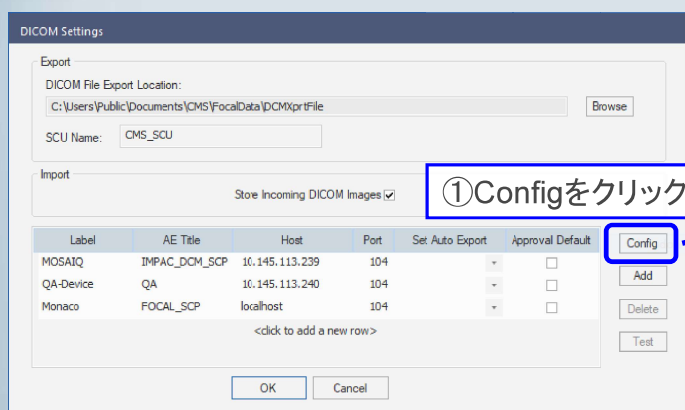 DICOM Settings
Export
DICOM File Export Location:
C:\Users\Public\Documents\CMS\FocalData\DCMXprtFile
Browse
SCU Name: CMS_SCU
Import
Store Incoming DICOM Images
①Configをクリック
Label AE Title Host Port Set Auto Export Approval Default
Config
MOSAIQ IMPAC_DCM_SCP 10.145.113.239 104
Add
QA-Device QA 10.145.113.240 104
Monaco FOCAL_SCP localhost 104
Delete
<click to add a new row>
Test
OK Cancel